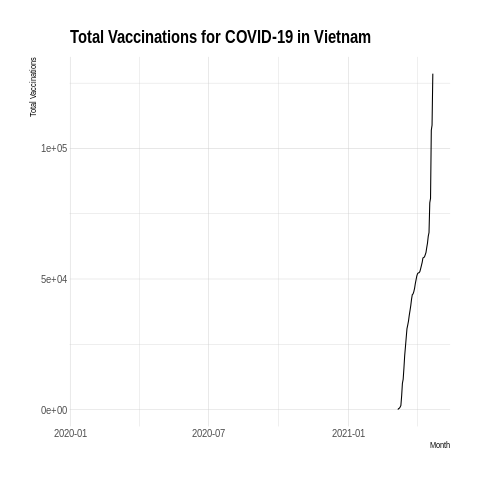 Total Vaccinations for COVID-19 in Vietnam
Total Vaccinations
1e+05
5e+04
0e+00
2020-01 2020-07 2021-01
Month